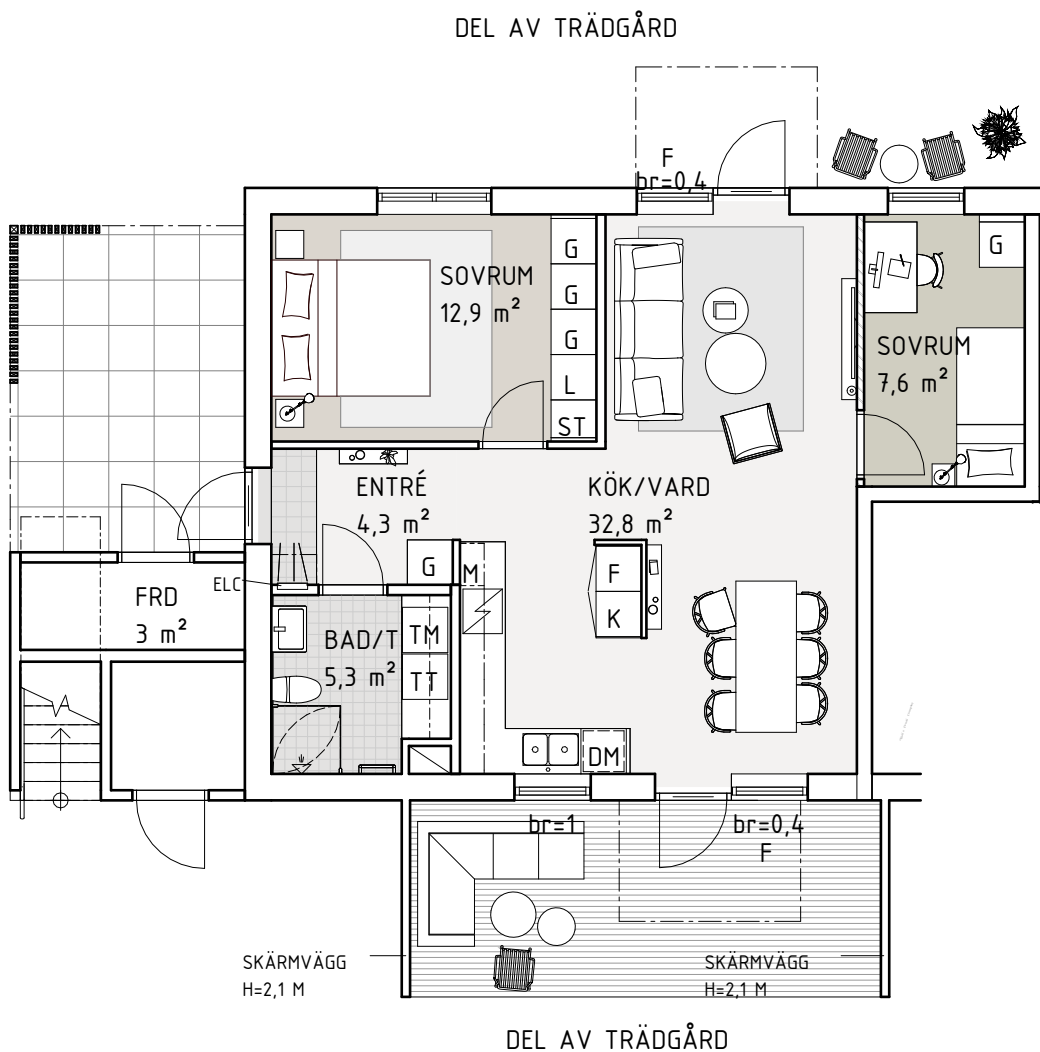 DEL AV TRÄDGÅRD
F
br=0,4
G
G
G
L
ST
SOVRUM
12,9 m²
G
SOVRUM
7,6 m²
ENTRÉ
4,3 m²
KÖK/VARD
32,8 m²
G
M
F
K
ELC
FRD
3 m²
BAD/T
5,3 m²
TM
TT
DM
br=1
br=0,4
F
SKÄRMVÄGG
H=2,1 M
SKÄRMVÄGG
H=2,1 M
DEL AV TRÄDGÅRD